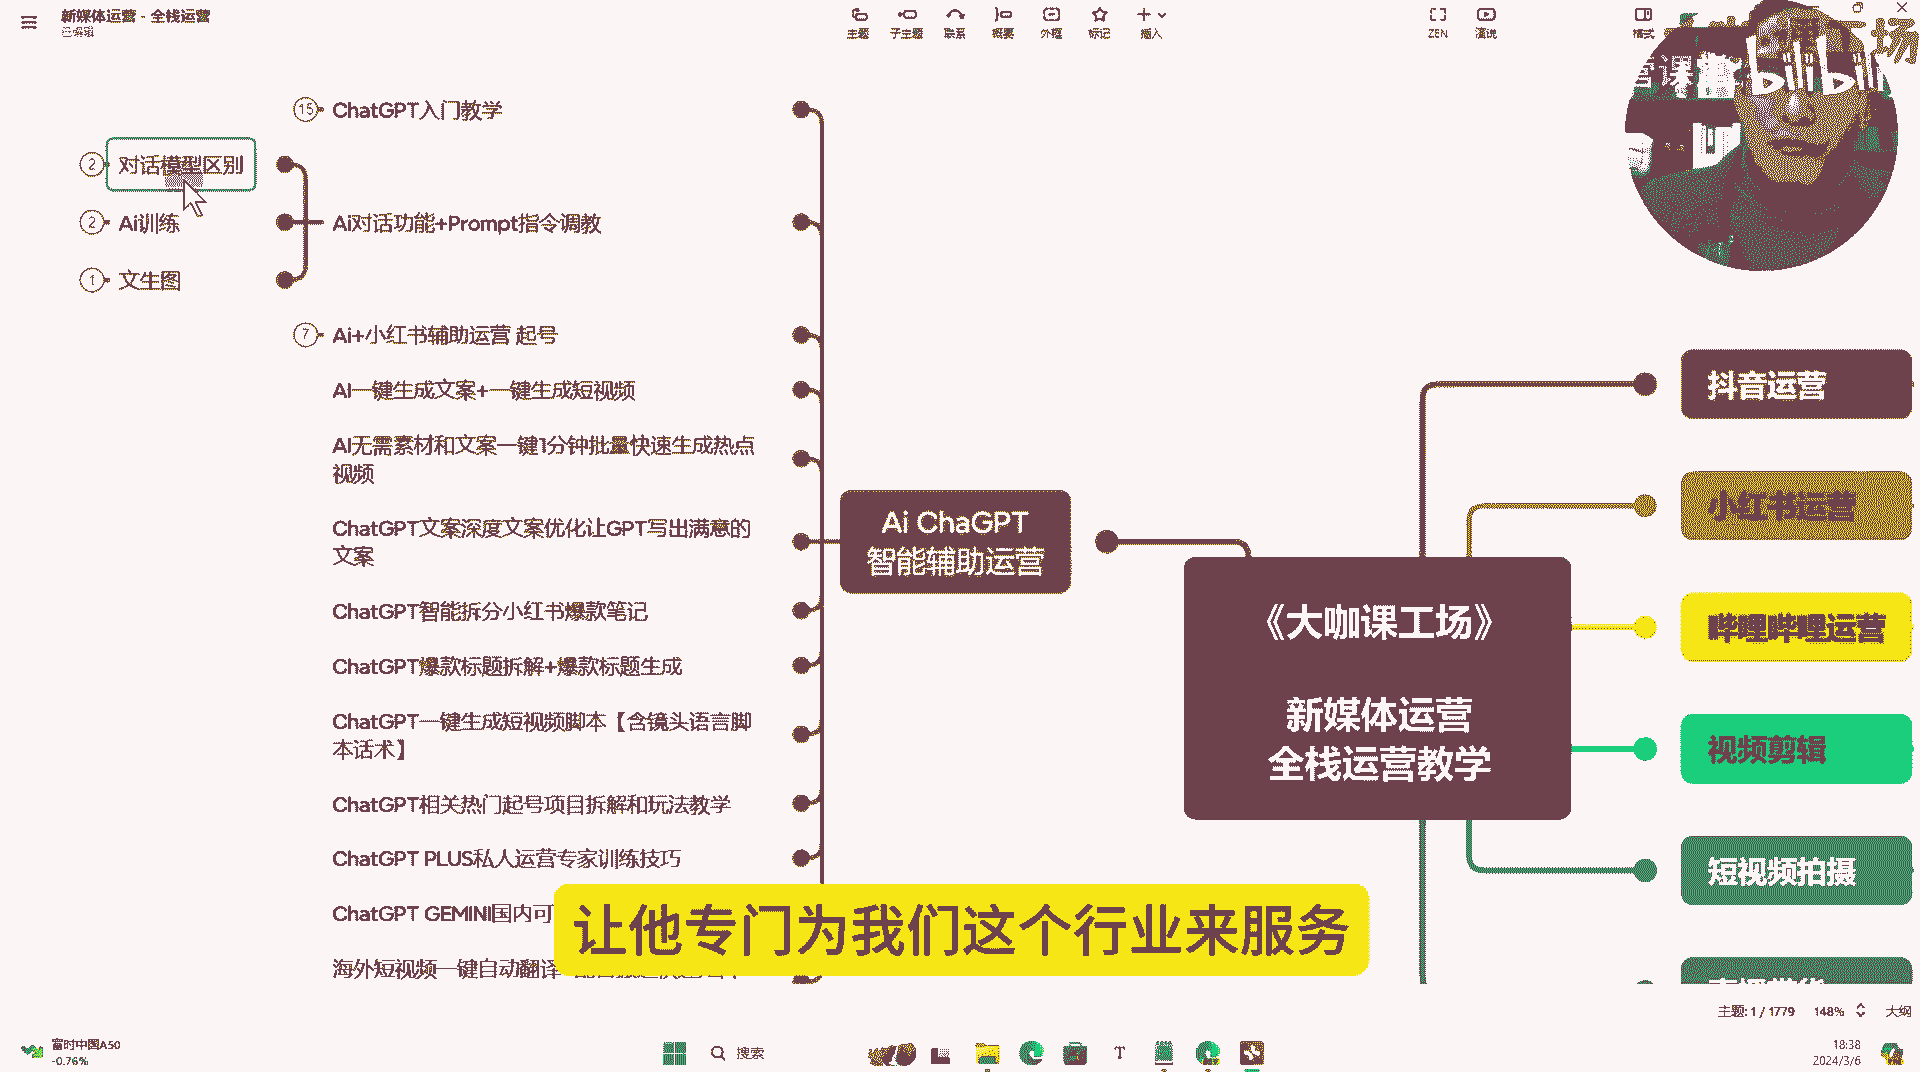 新媒体运营 - 全栈运营
已编辑
主题
子主题
联系
概要
外框
标记
插入
ZEN
演说
格式
场
营课
bilibili
15
ChatGPT入门教学
2
对话模型区别
2
Ai训练
Ai对话功能+Prompt指令调教
1
文生图
7
Ai+小红书辅助运营 起号
AI一键生成文案+一键生成短视频
AI无需素材和文案一键1分钟批量快速生成热点
视频
ChatGPT文案深度文案优化让GPT写出满意的
文案
ChatGPT智能拆分小红书爆款笔记
ChatGPT爆款标题拆解+爆款标题生成
ChatGPT一键生成短视频脚本【含镜头语言脚
本话术】
ChatGPT相关热门起号项目拆解和玩法教学
ChatGPT PLUS私人运营专家训练技巧
ChatGPT GEMINI国内可
海外短视频一键自动翻译
Ai ChaGPT
智能辅助运营
《大咖课工场》
新媒体运营
全栈运营教学
抖音运营
小红书运营
哔哩哔哩运营
视频剪辑
短视频拍摄
让他专门为我们这个行业来服务
主题: 1 / 1779
148%
大纲
富时中国A50
-0.76%
搜索
18:38
2024/3/6